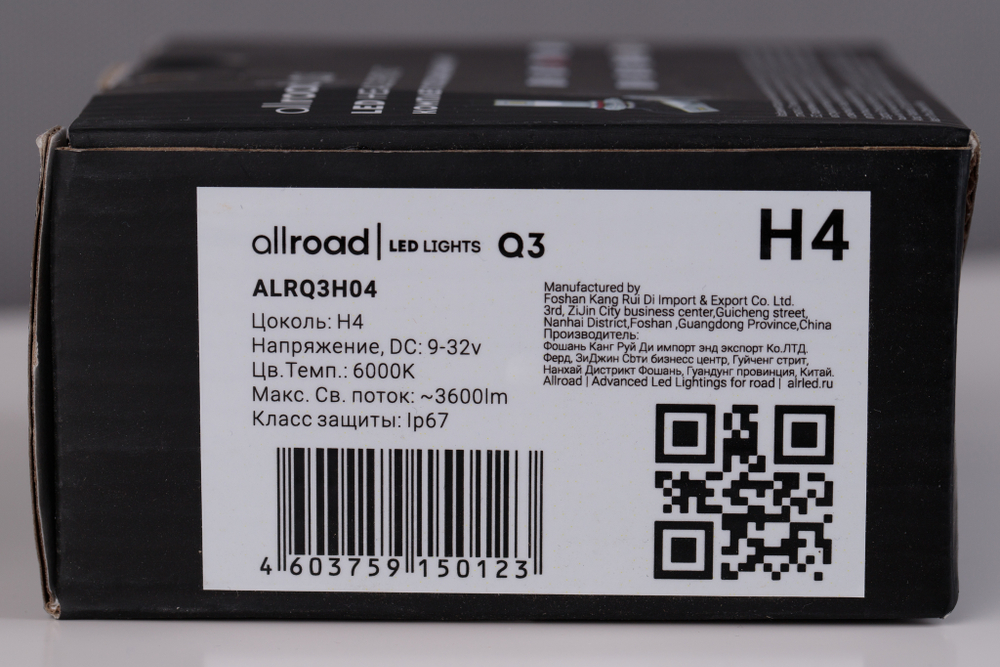 allroad
allroad | LED LIGHTS Q3
H4
ALRQ3H04
Цоколь: H4
Напряжение, DC: 9-32v
Цв.Темп.: 6000K
Макс. Св. поток: ~3600lm
Класс защиты: Ip67
Manufactured by
Foshan Kang Rui Di Import & Export Co. Ltd.
3rd, ZiJin City business center,Guicheng street,
Nanhai District,Foshan ,Guangdong Province,China
Производитель:
Фошань Канг Руй Ди импорт энд экспорт Ко.ЛТД.
Ферд, ЗиДжин Сbти бизнесс центр, Гуйченг стрит,
Нанхай Дистрикт Фошань, Гуандунг провинция, Китай.
Allroad | Advanced Led Lightings for road | alrled.ru
4 603759 150123